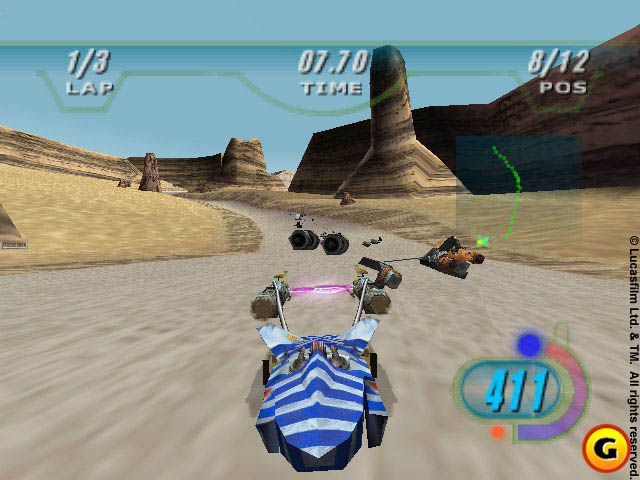 1/3
LAP
07.70
TIME
8/12
POS
411
G
© Lucasfilm Ltd. & TM. All rights reserved.